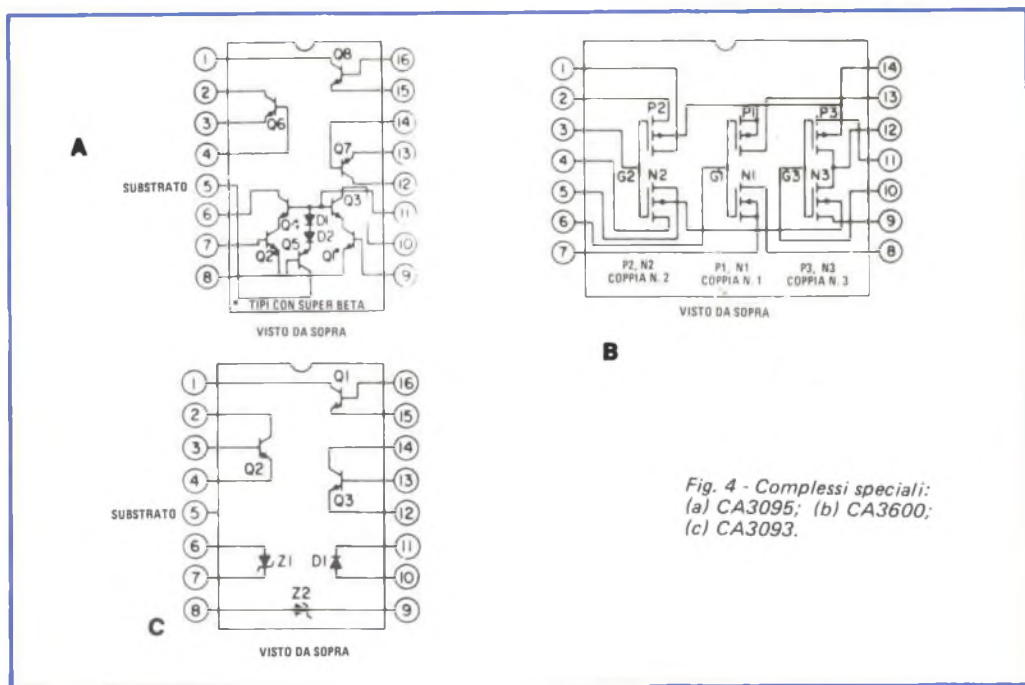 A
1
2
3
4
SUBSTRATO 5
6
7
8
16
15
14
13
12
11
10
9
Q8
Q6
Q7
Q3
Q4
D1
D2
Q5
Q2
Q1
* TIPI CON SUPER BETA
VISTO DA SOPRA
B
1
2
3
4
5
6
7
14
13
12
11
10
9
8
P2 P1 P3
G2 N2 G1 N1 G3 N3
P2, N2 P1, N1 P3, N3
COPPIA N. 2 COPPIA N. 1 COPPIA N. 3
VISTO DA SOPRA
C
1
2
3
4
SUBSTRATO 5
6
7
8
16
15
14
13
12
11
10
9
Q1
Q2
Q3
Z1 D1
Z2
VISTO DA SOPRA
Fig. 4 - Complessi speciali:
(a) CA3095; (b) CA3600;
(c) CA3093.